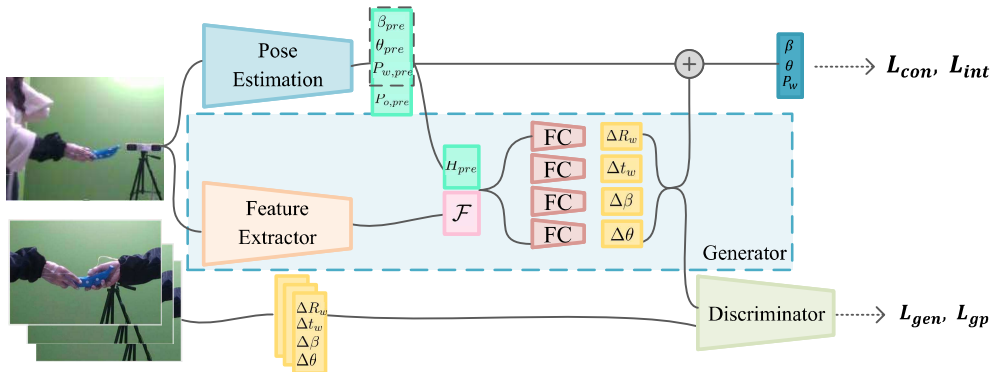 Pose
Estimation
β_pre
θ_pre
P_w,pre
P_o,pre
β
θ
P_w
L_con, L_int
H_pre
F
FC
FC
FC
FC
ΔR_w
Δt_w
Δβ
Δθ
Feature
Extractor
Generator
ΔR_w
Δt_w
Δβ
Δθ
Discriminator
L_gen, L_gp